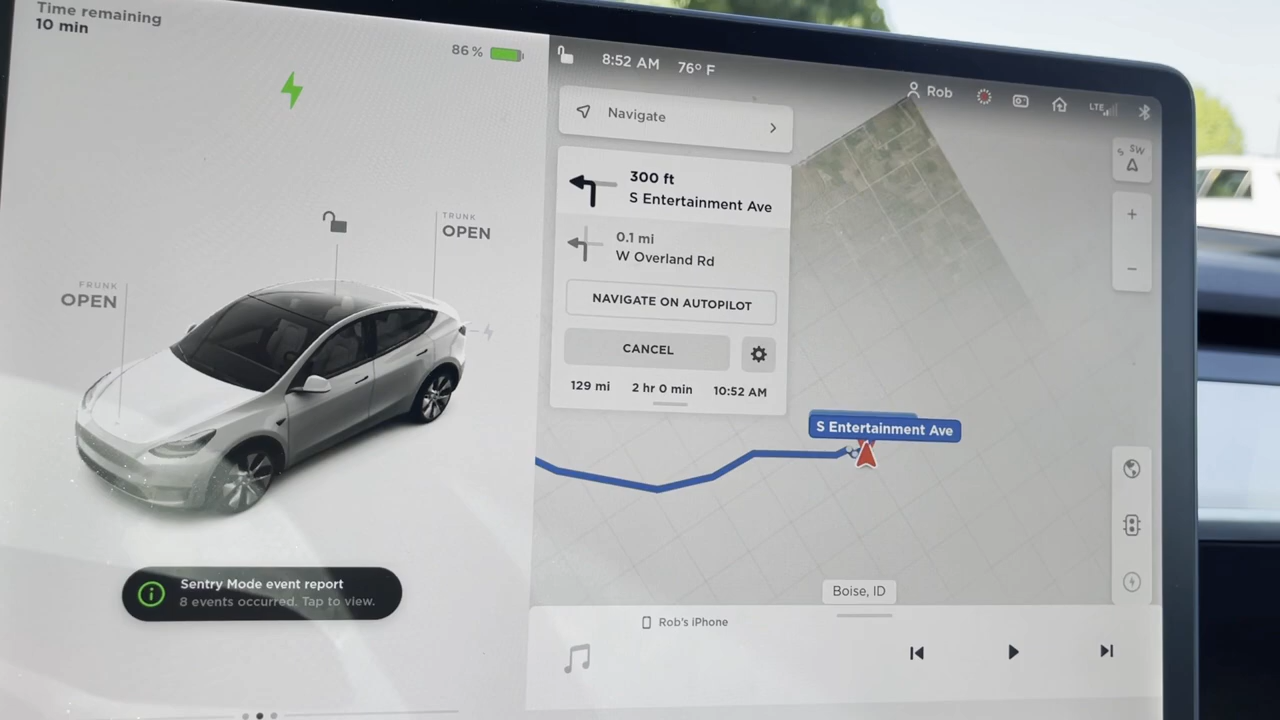 Time remaining
10 min
86 %
8:52 AM
76° F
Rob
LTE
Navigate
SW
300 ft
S Entertainment Ave
0.1 mi
W Overland Rd
NAVIGATE ON AUTOPILOT
CANCEL
129 mi
2 hr 0 min
10:52 AM
TRUNK
OPEN
FRUNK
OPEN
S Entertainment Ave
Boise, ID
Sentry Mode event report
8 events occurred. Tap to view.
Rob's iPhone